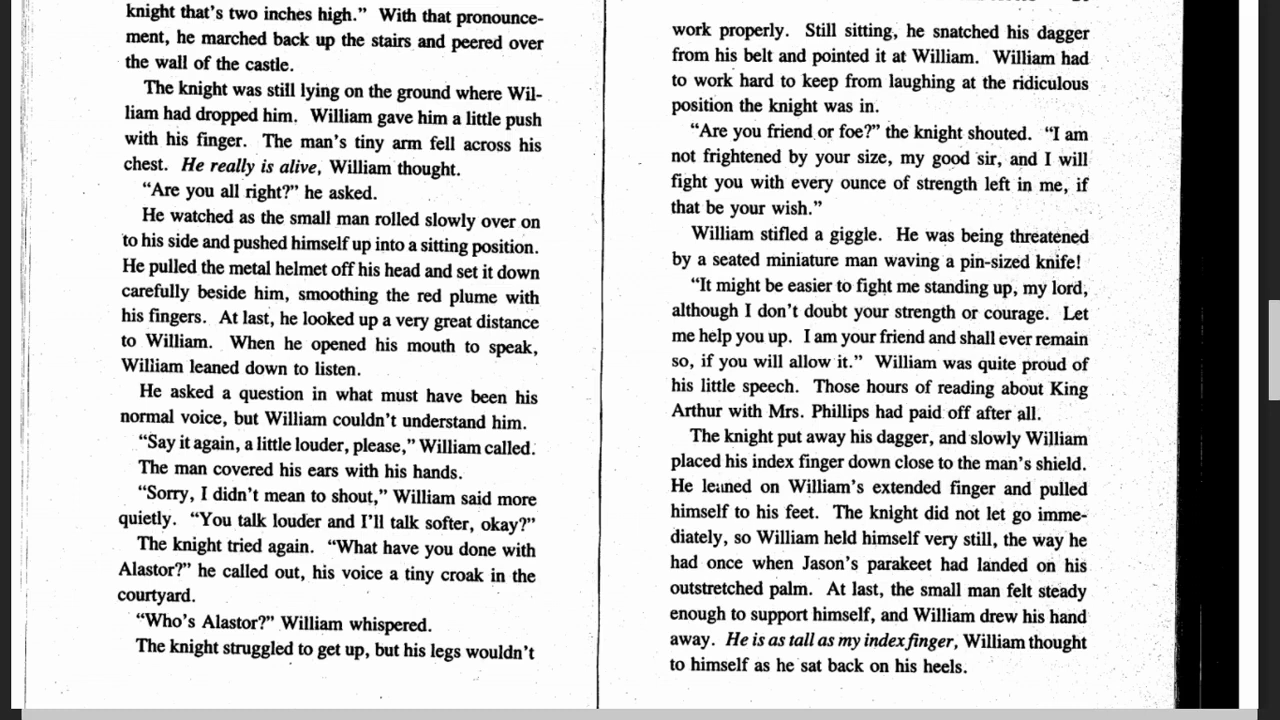 knight that's two inches high.” With that pronounce-
ment, he marched back up the stairs and peered over
the wall of the castle.
The knight was still lying on the ground where Wil-
liam had dropped him. William gave him a little push
with his finger. The man's tiny arm fell across his
chest. He really is alive, William thought.
“Are you all right?” he asked.
He watched as the small man rolled slowly over on
to his side and pushed himself up into a sitting position.
He pulled the metal helmet off his head and set it down
carefully beside him, smoothing the red plume with
his fingers. At last, he looked up a very great distance
to William. When he opened his mouth to speak,
William leaned down to listen.
He asked a question in what must have been his
normal voice, but William couldn't understand him.
“Say it again, a little louder, please,” William called.
The man covered his ears with his hands.
“Sorry, I didn't mean to shout,” William said more
quietly. “You talk louder and I'll talk softer, okay?”
The knight tried again. “What have you done with
Alastor?” he called out, his voice a tiny croak in the
courtyard.
“Who's Alastor?” William whispered.
The knight struggled to get up, but his legs wouldn't
work properly. Still sitting, he snatched his dagger
from his belt and pointed it at William. William had
to work hard to keep from laughing at the ridiculous
position the knight was in.
“Are you friend or foe?” the knight shouted. “I am
not frightened by your size, my good sir, and I will
fight you with every ounce of strength left in me, if
that be your wish.”
William stifled a giggle. He was being threatened
by a seated miniature man waving a pin-sized knife!
“It might be easier to fight me standing up, my lord,
although I don't doubt your strength or courage. Let
me help you up. I am your friend and shall ever remain
so, if you will allow it.” William was quite proud of
his little speech. Those hours of reading about King
Arthur with Mrs. Phillips had paid off after all.
The knight put away his dagger, and slowly William
placed his index finger down close to the man's shield.
He leaned on William's extended finger and pulled
himself to his feet. The knight did not let go imme-
diately, so William held himself very still, the way he
had once when Jason's parakeet had landed on his
outstretched palm. At last, the small man felt steady
enough to support himself, and William drew his hand
away. He is as tall as my index finger, William thought
to himself as he sat back on his heels.